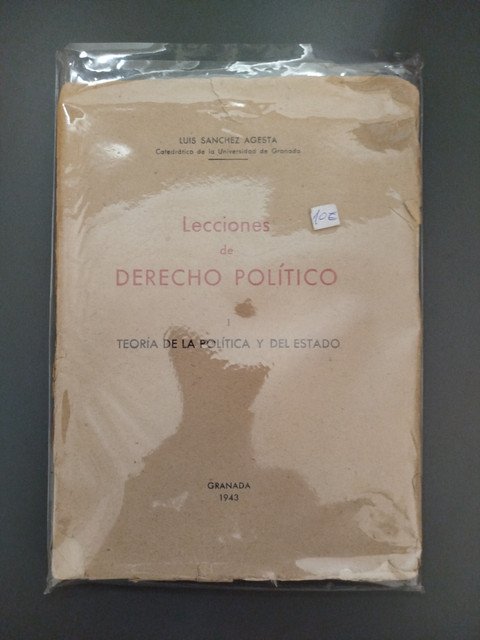 LUIS SANCHEZ AGESTA
Catedrático de la Universidad de Granada
Lecciones
de
DERECHO POLÍTICO
I
TEORÍA DE LA POLÍTICA Y DEL ESTADO
GRANADA
1943
10€